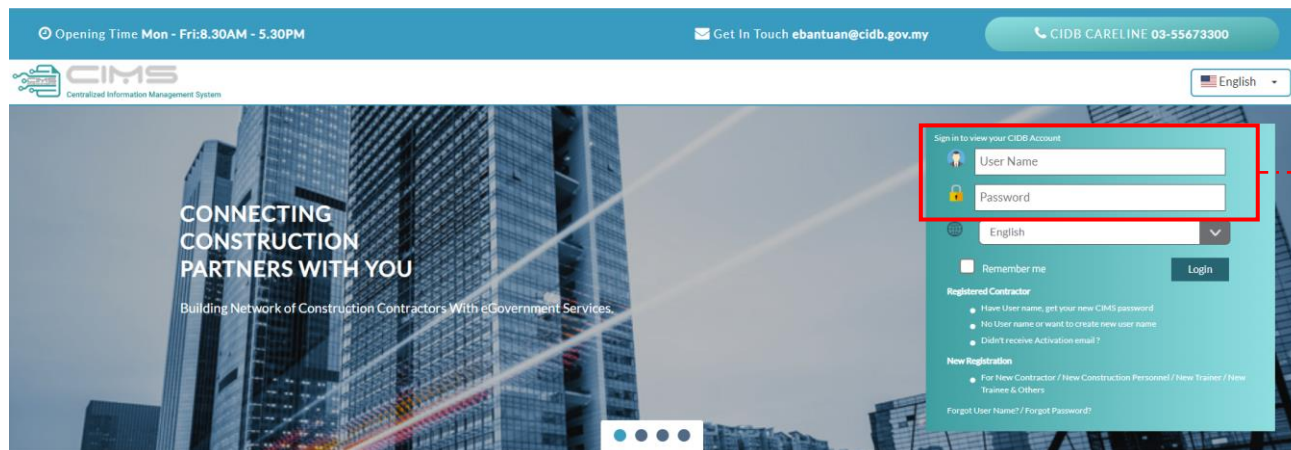 Opening Time Mon - Fri:8.30AM - 5.30PM
Get In Touch ebantuan@cidb.gov.my
CIDB CARELINE 03-55673300
CIMS
Centralized Information Management System
English
CONNECTING
CONSTRUCTION
PARTNERS WITH YOU
Building Network of Construction Contractors With eGovernment Services.
Sign in to view your CIDB Account
User Name
Password
English
Remember me
Login
Registered Contractor
Have User name, get your new CIMS password
No User name or want to create new user name
Didn't receive Activation email ?
New Registration
For New Contractor / New Construction Personnel / New Trainer / New
Trainee & Others
Forgot User Name? / Forgot Password?